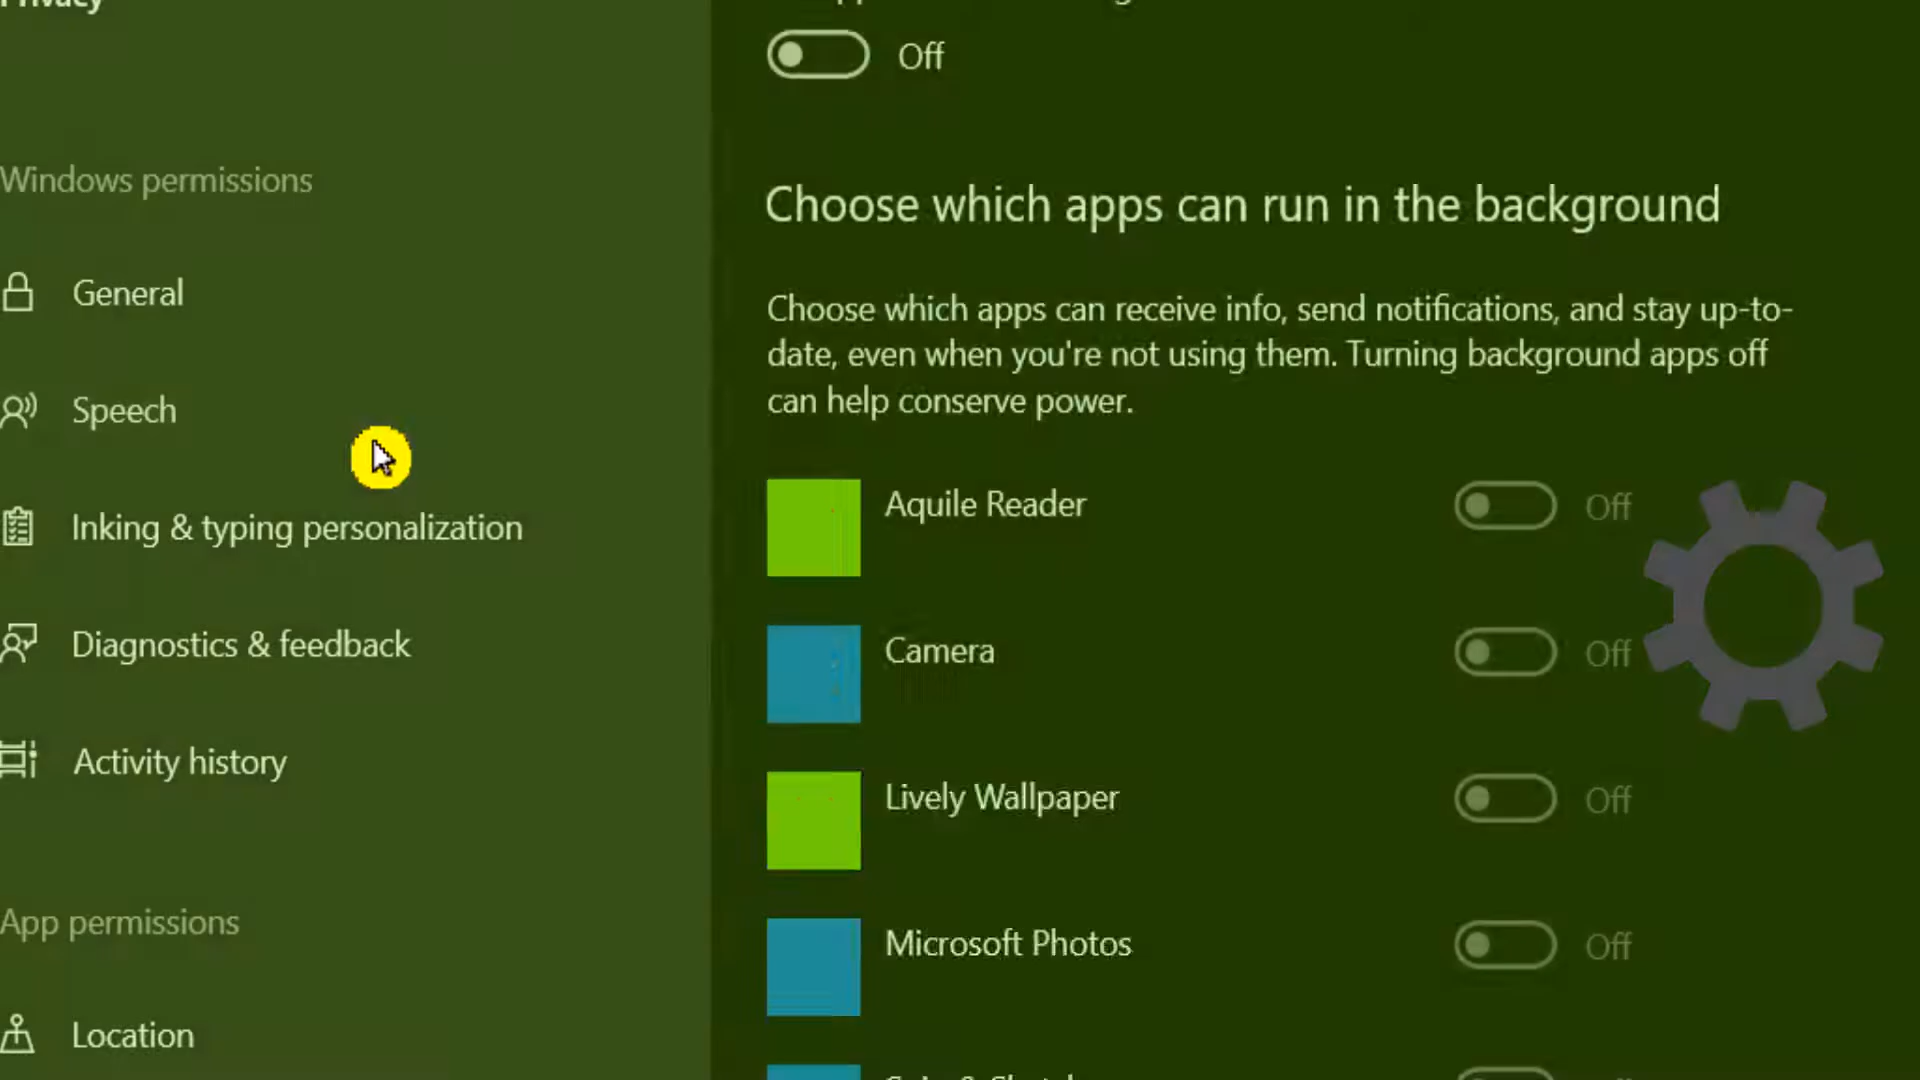 Privacy
Windows permissions
General
Speech
Inking & typing personalization
Diagnostics & feedback
Activity history
App permissions
Location
Off
Choose which apps can run in the background
Choose which apps can receive info, send notifications, and stay up-to-
date, even when you're not using them. Turning background apps off
can help conserve power.
Aquile Reader Off
Camera Off
Lively Wallpaper Off
Microsoft Photos Off